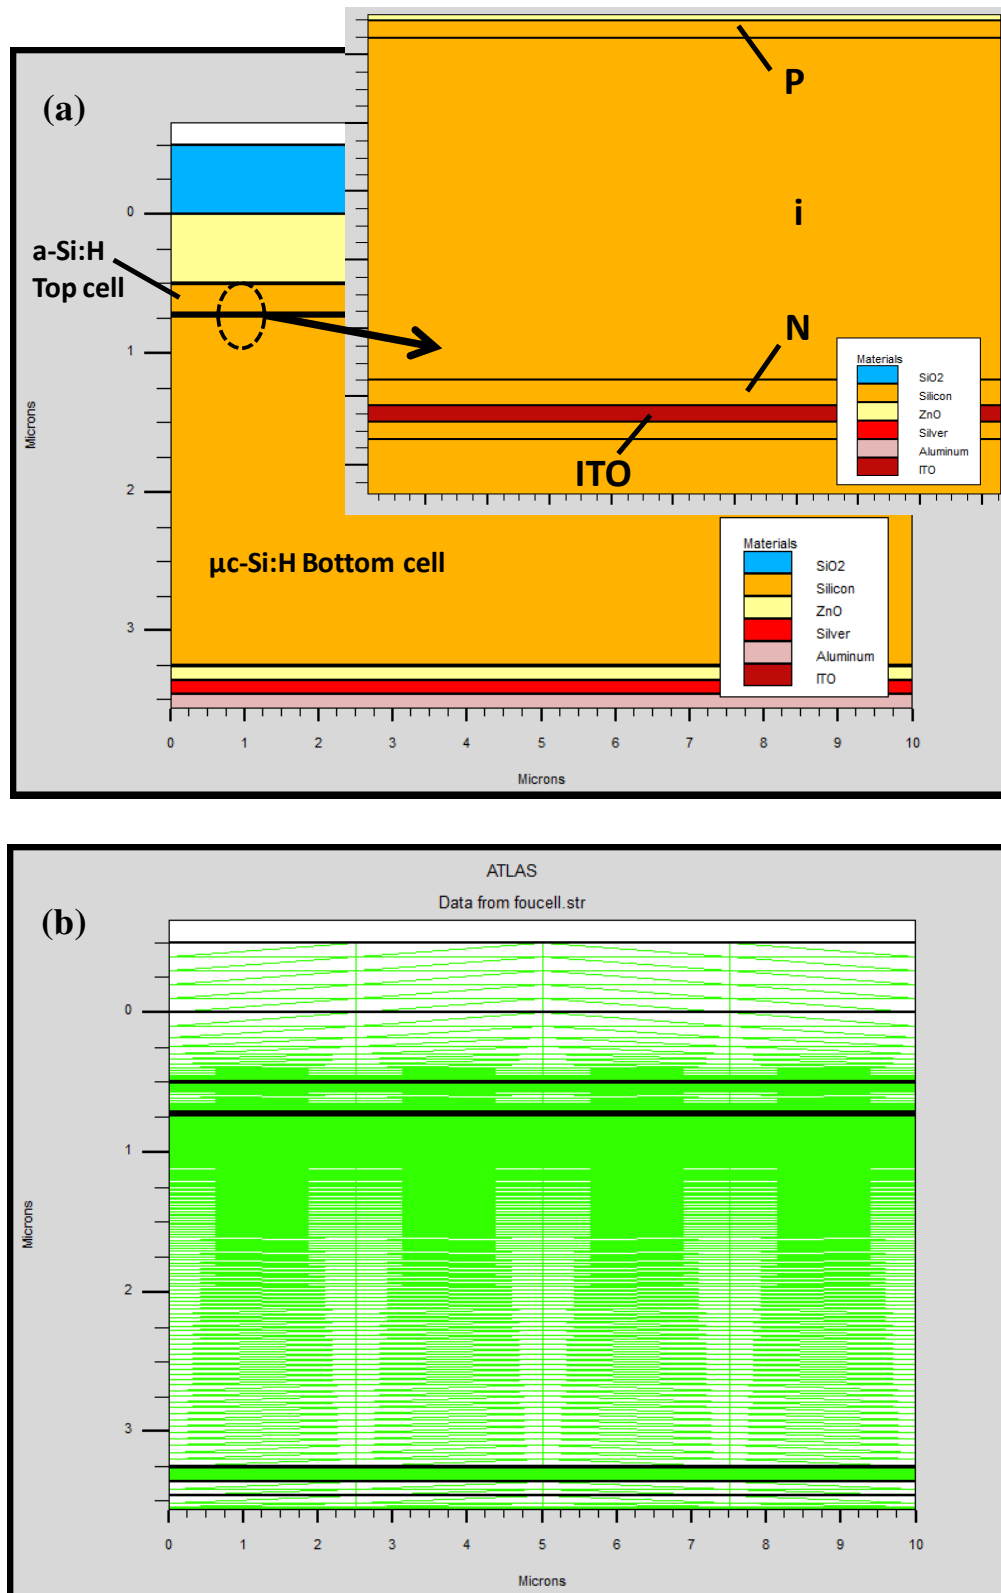 (a)
P
i
N
ITO
Materials
SiO2
Silicon
ZnO
Silver
Aluminum
ITO
a-Si:H
Top cell
0
1
2
3
Microns
µc-Si:H Bottom cell
Materials
SiO2
Silicon
ZnO
Silver
Aluminum
ITO
0 1 2 3 4 5 6 7 8 9 10
Microns
ATLAS
Data from foucell.str
(b)
0
1
2
3
Microns
0 1 2 3 4 5 6 7 8 9 10
Microns